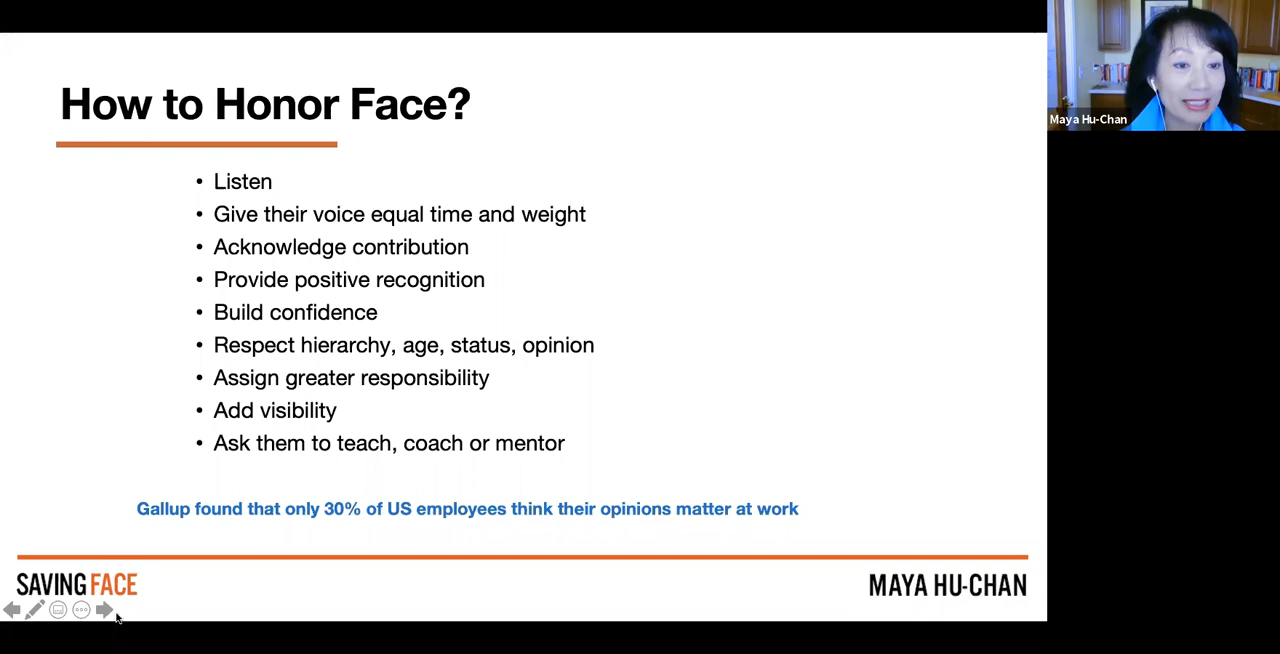 How to Honor Face?
• Listen
• Give their voice equal time and weight
• Acknowledge contribution
• Provide positive recognition
• Build confidence
• Respect hierarchy, age, status, opinion
• Assign greater responsibility
• Add visibility
• Ask them to teach, coach or mentor
Gallup found that only 30% of US employees think their opinions matter at work
SAVING FACE
MAYA HU-CHAN
Maya Hu-Chan